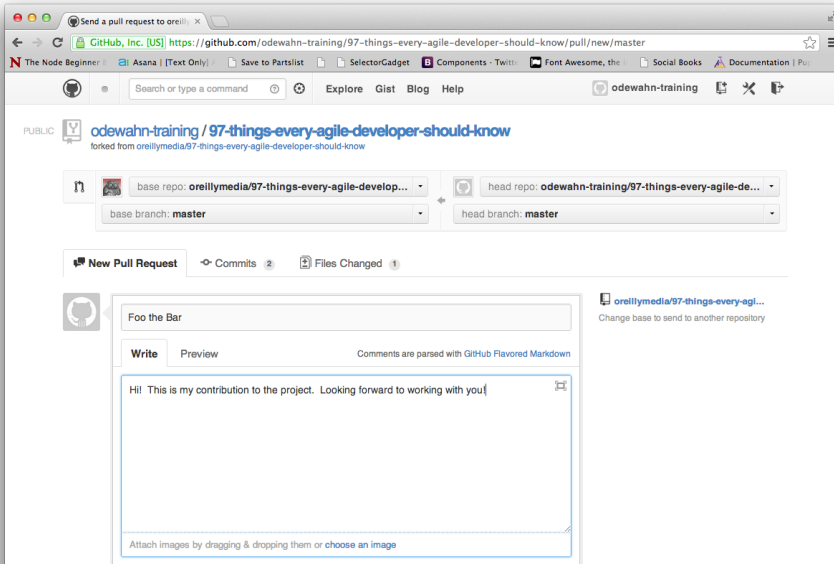 Send a pull request to oreilly
GitHub, Inc. [US] https://github.com/odewahn-training/97-things-every-agile-developer-should-know/pull/new/master
N The Node Beginner Asana | [Text Only] Save to Partslist SelectorGadget B Components · Twitt Font Awesome, the Social Books Documentation | Pu
Search or type a command Explore Gist Blog Help odewahn-training
PUBLIC odewahn-training / 97-things-every-agile-developer-should-know
forked from oreillymedia/97-things-every-agile-developer-should-know
base repo: oreillymedia/97-things-every-agile-develop... head repo: odewahn-training/97-things-every-agile-de...
base branch: master head branch: master
New Pull Request Commits 2 Files Changed 1
oreillymedia/97-things-every-agi...
Foo the Bar
Change base to send to another repository
Write Preview Comments are parsed with GitHub Flavored Markdown
Hi! This is my contribution to the project. Looking forward to working with you!
Attach images by dragging & dropping them or choose an image